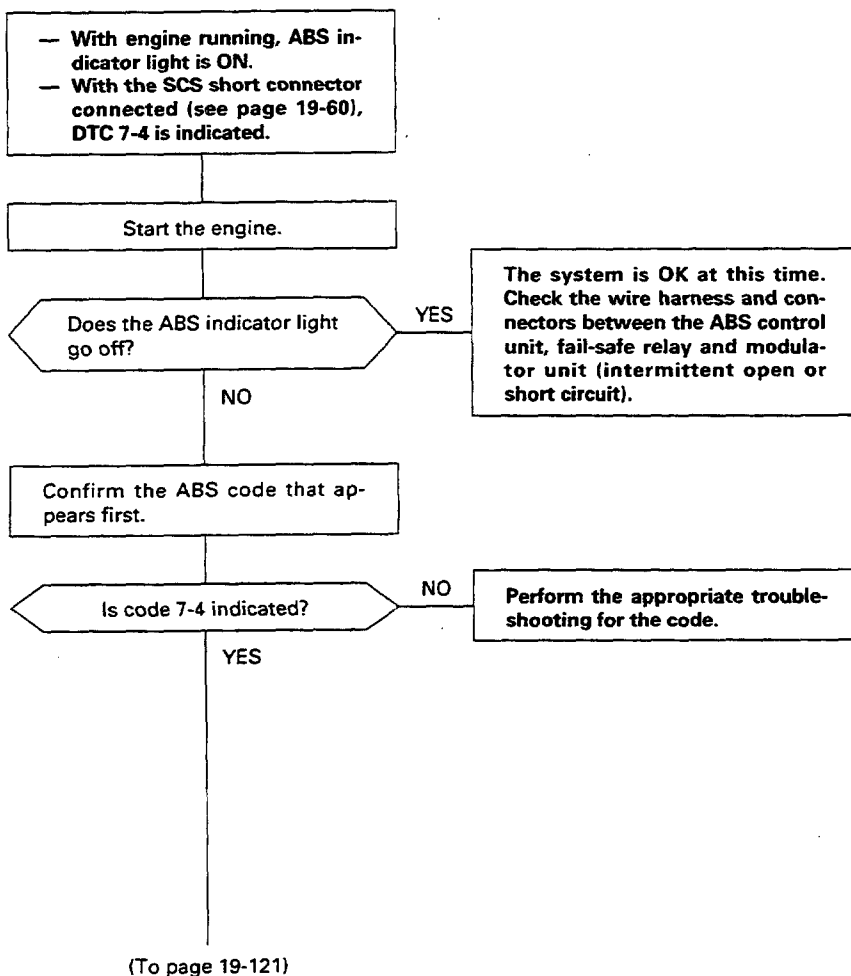 — With engine running, ABS in-
dicator light is ON.
— With the SCS short connector
connected (see page 19-60),
DTC 7-4 is indicated.
Start the engine.
Does the ABS indicator light
go off?
YES
The system is OK at this time.
Check the wire harness and con-
nectors between the ABS control
unit, fail-safe relay and modula-
tor unit (intermittent open or
short circuit).
NO
Confirm the ABS code that ap-
pears first.
Is code 7-4 indicated?
NO
Perform the appropriate trouble-
shooting for the code.
YES
(To page 19-121)